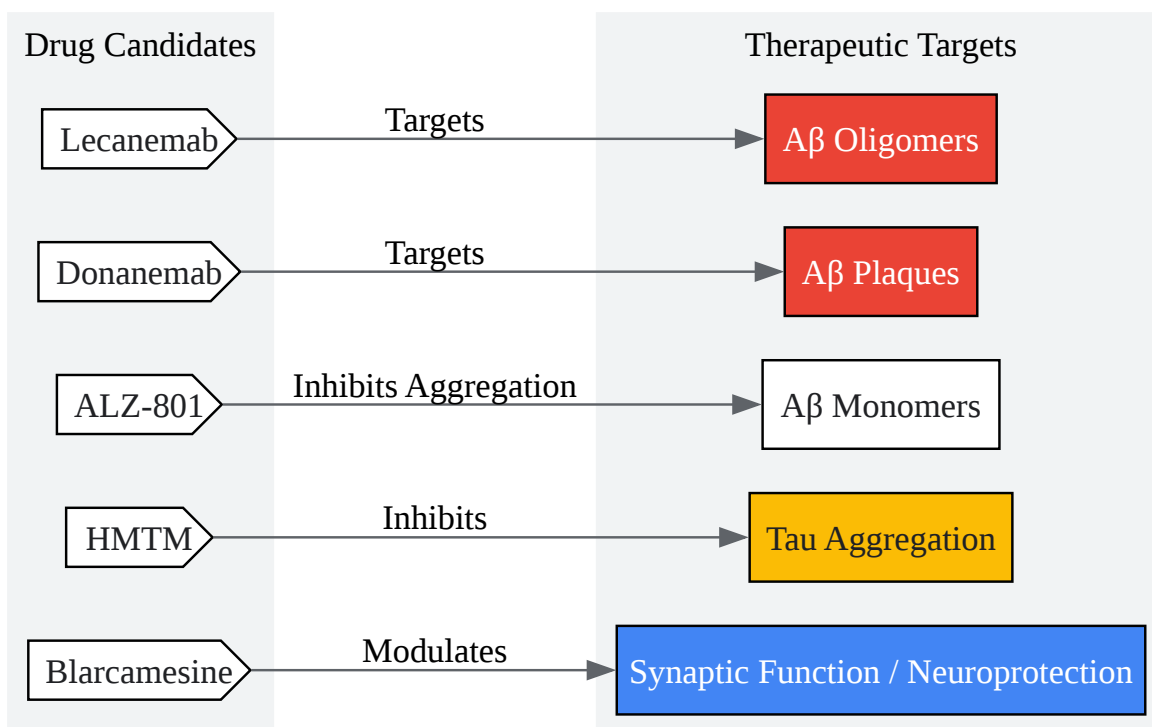 Drug Candidates
Therapeutic Targets
Lecanemab
Targets
Aβ Oligomers
Donanemab
Targets
Aβ Plaques
ALZ-801
Inhibits Aggregation
Aβ Monomers
HMTM
Inhibits
Tau Aggregation
Blarcamesine
Modulates
Synaptic Function / Neuroprotection